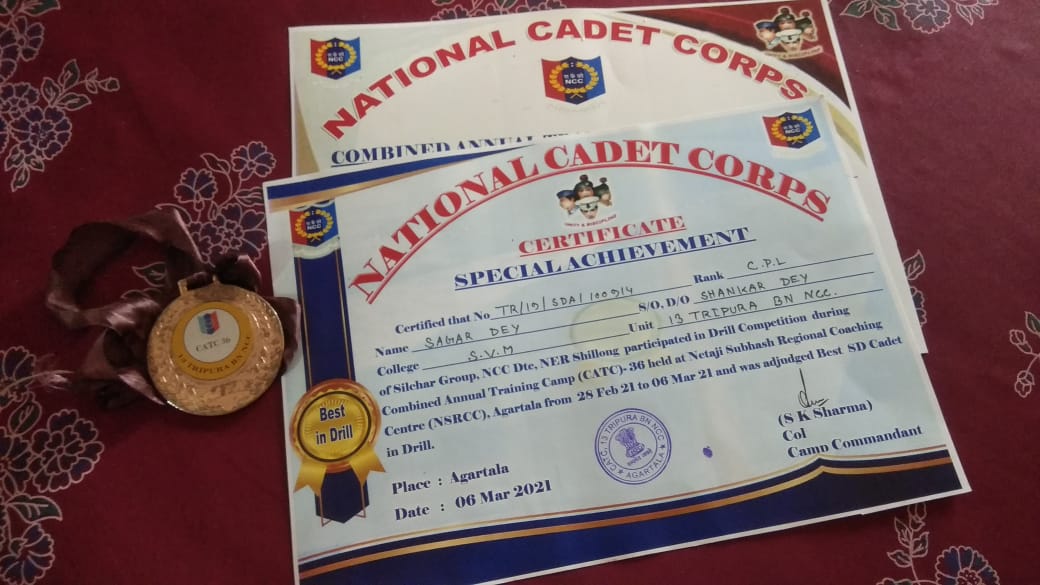 NCC
NATIONAL CADET CORPS
NCC
COMBINED ANNUAL
NATIONAL CADET CORPS
NCC
NCC
UNITY & DISCIPLINE
CERTIFICATE
SPECIAL ACHIEVEMENT
Certified that No TR/19/SDA/100914 Rank C.P.L
Name SAGAR DEY S/O, D/O SHANKAR DEY
College S.V.M Unit 13 TRIPURA BN NCC.
of Silchar Group, NCC Dte, NER Shillong participated in Drill Competition during
Combined Annual Training Camp (CATC)- 36 held at Netaji Subhash Regional Coaching
Centre (NSRCC), Agartala from 28 Feb 21 to 06 Mar 21 and was adjudged Best SD Cadet
in Drill.
Best
in Drill
CATC, 13 TRIPURA BN NCC
★ AGARTALA ★
(S K Sharma)
Col
Camp Commandant
Place : Agartala
Date : 06 Mar 2021
CATC 36
13 TRIPURA BN NCC